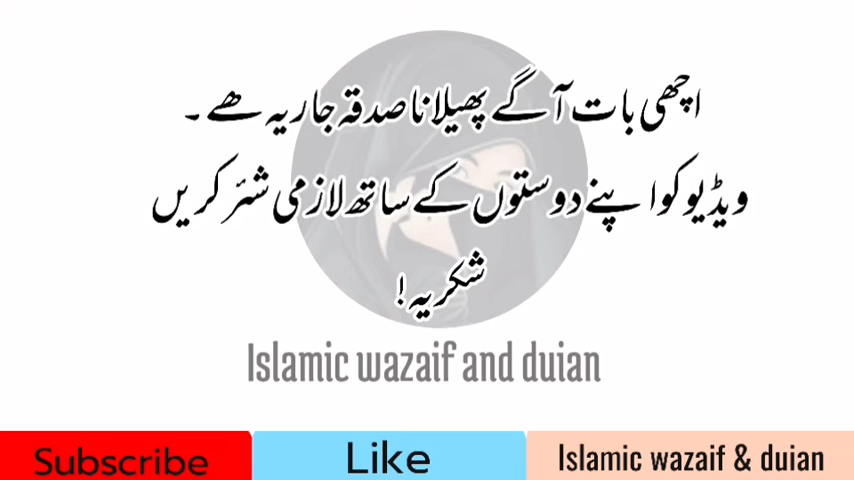 اچھی بات آگے پھیلانا صدقہ جاریہ ھے ۔
ویڈیو کو اپنے دوستوں کے ساتھ لازمی شئر کریں
شکریہ !
Islamic wazaif and duian
Subscribe
Like
Islamic wazaif & duian